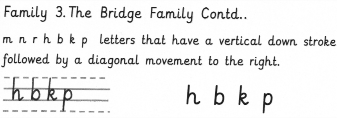 Family 3. The Bridge Family Contd..
m n r h b k p letters that have a vertical down stroke
followed by a diagonal movement to the right.
h b k p h b k p